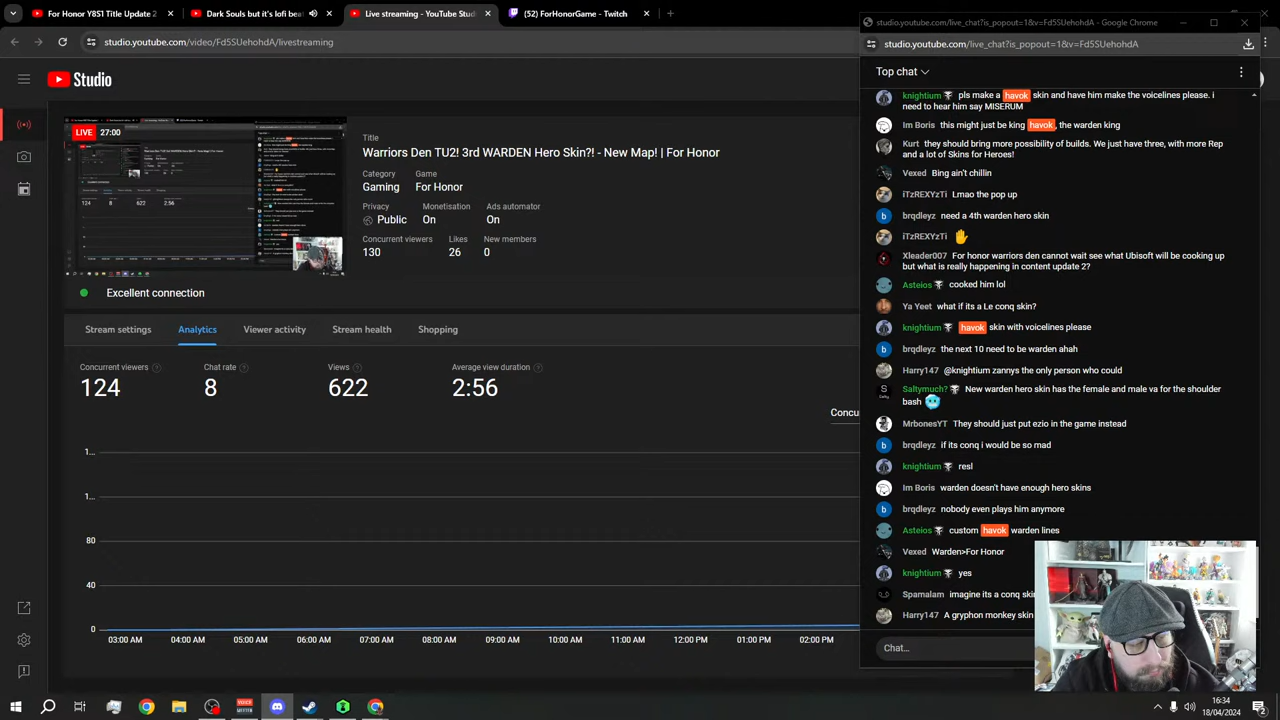 For Honor Y8S1 Title Update 2
Dark Souls but it's lofi beat
Live streaming - YouTube Stud
(52) ForHonorGame - Twitch
studio.youtube.com/video/Fd5SUehohdA/livestreaming
studio.youtube.com/live_chat?is_popout=1&v=Fd5SUehohdA - Google Chrome
studio.youtube.com/live_chat?is_popout=1&v=Fd5SUehohdA
Studio
LIVE 27:00
Title
Warriors Den LIVE! 3rd WARDEN Hero Skin?! - New Map! | For Hon
Category
Game
Gaming
For Honor
Privacy
Monetisation
Ads automator
Public
On
On
Concurrent viewers
Likes
New members
130
26
0
Excellent connection
Stream settings
Analytics
Viewer activity
Stream health
Shopping
Concurrent viewers
Chat rate
Views
Average view duration
124
8
622
2:56
Concu
1...
1...
80
40
0
03:00 AM
04:00 AM
05:00 AM
06:00 AM
07:00 AM
08:00 AM
09:00 AM
10:00 AM
11:00 AM
12:00 PM
01:00 PM
02:00 PM
Top chat
knightium pls make a havok skin and have him make the voicelines please. i
need to hear him say MISERUM
Im Boris this might just be king havok, the warden king
Kurt they should bring more possibility of builds. We just have three, with more Rep
and a lot of Skins for Heroes!
Vexed Bing ain't chillin
iTzREXYzTi Lmao the pop up
brqdleyz need a 4th warden hero skin
iTzREXYzTi
Xleader007 For honor warriors den cannot wait see what Ubisoft will be cooking up
but what is really happening in content update 2?
Asteios cooked him lol
Ya Yeet what if its a Le conq skin?
knightium havok skin with voicelines please
brqdleyz the next 10 need to be warden ahah
Harry147 @knightium zannys the only person who could
Saltymuch? New warden hero skin has the female and male va for the shoulder
bash
MrbonesYT They should just put ezio in the game instead
brqdleyz if its conq i would be so mad
knightium resl
Im Boris warden doesn't have enough hero skins
brqdleyz nobody even plays him anymore
Asteios custom havok warden lines
Vexed Warden>For Honor
knightium yes
Spamalam imagine its a conq skin
Harry147 A gryphon monkey skin
Chat...
16:34
18/04/2024